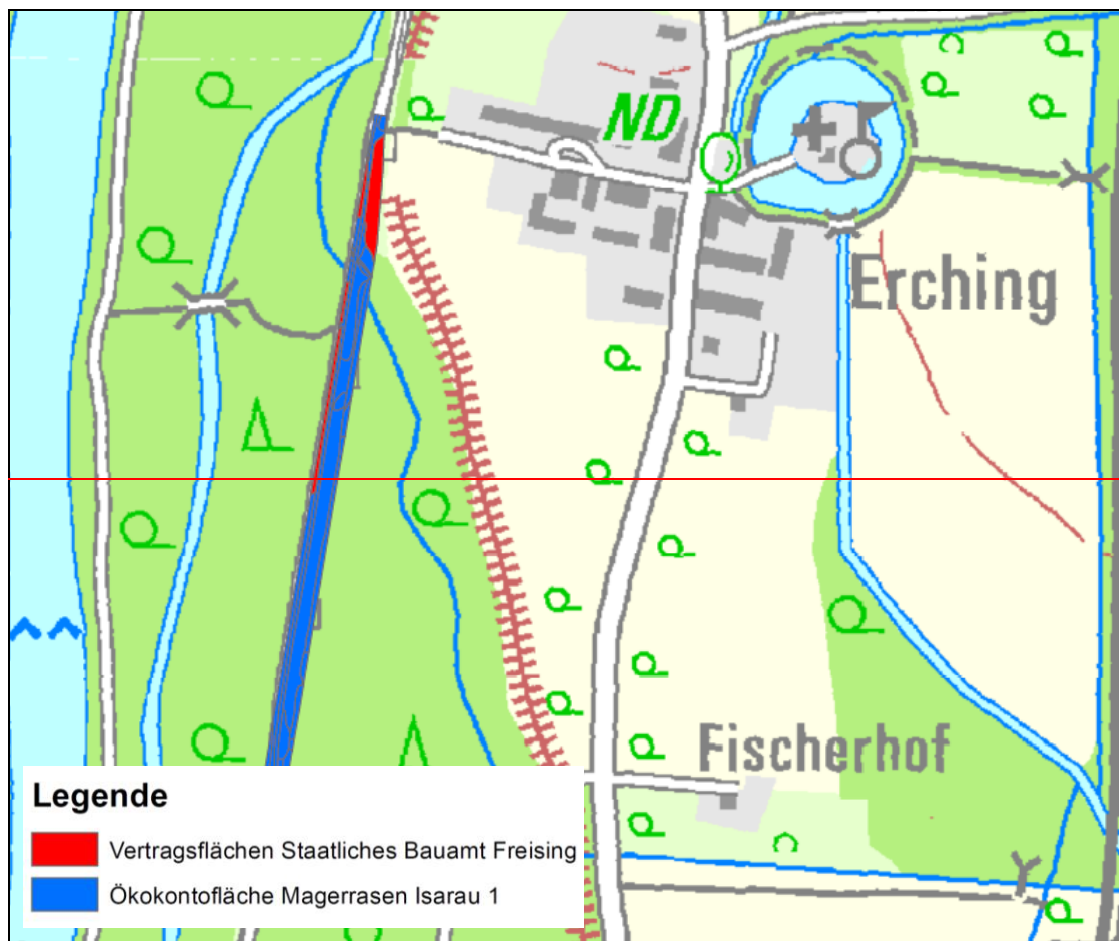 ND
Erching
Fischerhof
Legende
Vertragsflächen Staatliches Bauamt Freising
Ökokontofläche Magerrasen Isarau 1